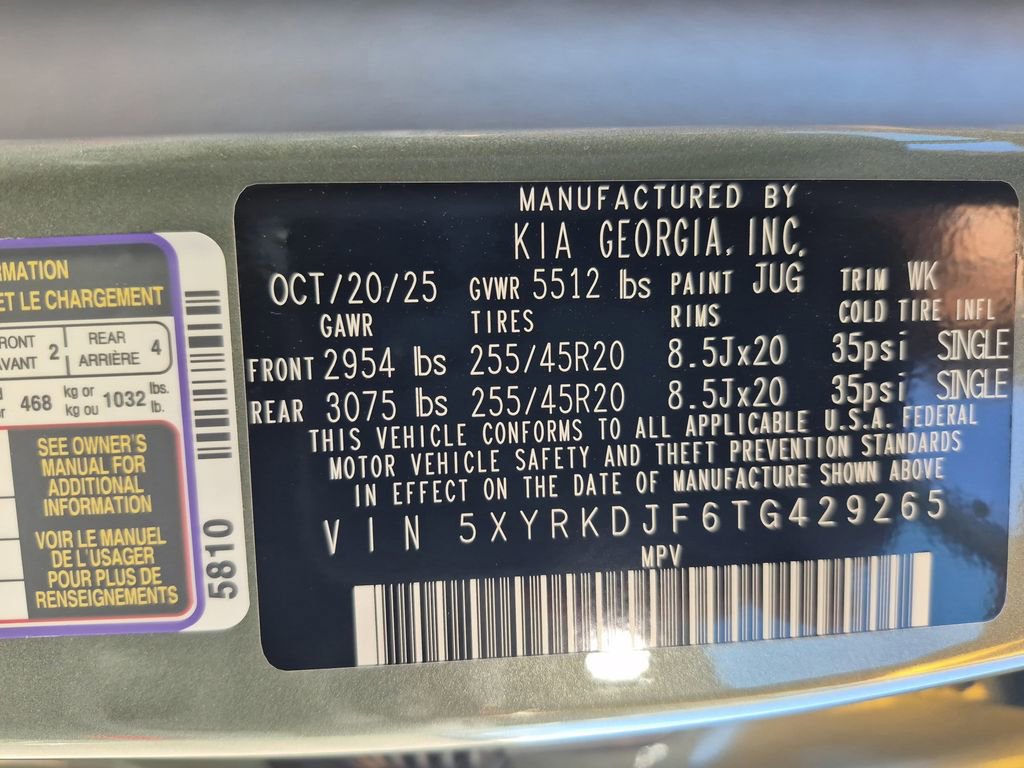 RMATION
ET LE CHARGEMENT
RONT
AVANT 2
REAR
ARRIÈRE 4
468 kg or
kg ou 1032 lbs.
lb.
SEE OWNER'S
MANUAL FOR
ADDITIONAL
INFORMATION
VOIR LE MANUEL
DE L'USAGER
POUR PLUS DE
RENSEIGNEMENTS
5810
MANUFACTURED BY
KIA GEORGIA, INC.
OCT/20/25 GVWR 5512 lbs PAINT JUG TRIM WK
GAWR TIRES RIMS COLD TIRE INFL
FRONT 2954 lbs 255/45R20 8.5Jx20 35psi SINGLE
REAR 3075 lbs 255/45R20 8.5Jx20 35psi SINGLE
THIS VEHICLE CONFORMS TO ALL APPLICABLE U.S.A. FEDERAL
MOTOR VEHICLE SAFETY AND THEFT PREVENTION STANDARDS
IN EFFECT ON THE DATE OF MANUFACTURE SHOWN ABOVE
VIN 5XYRKDJF6TG429265
MPV